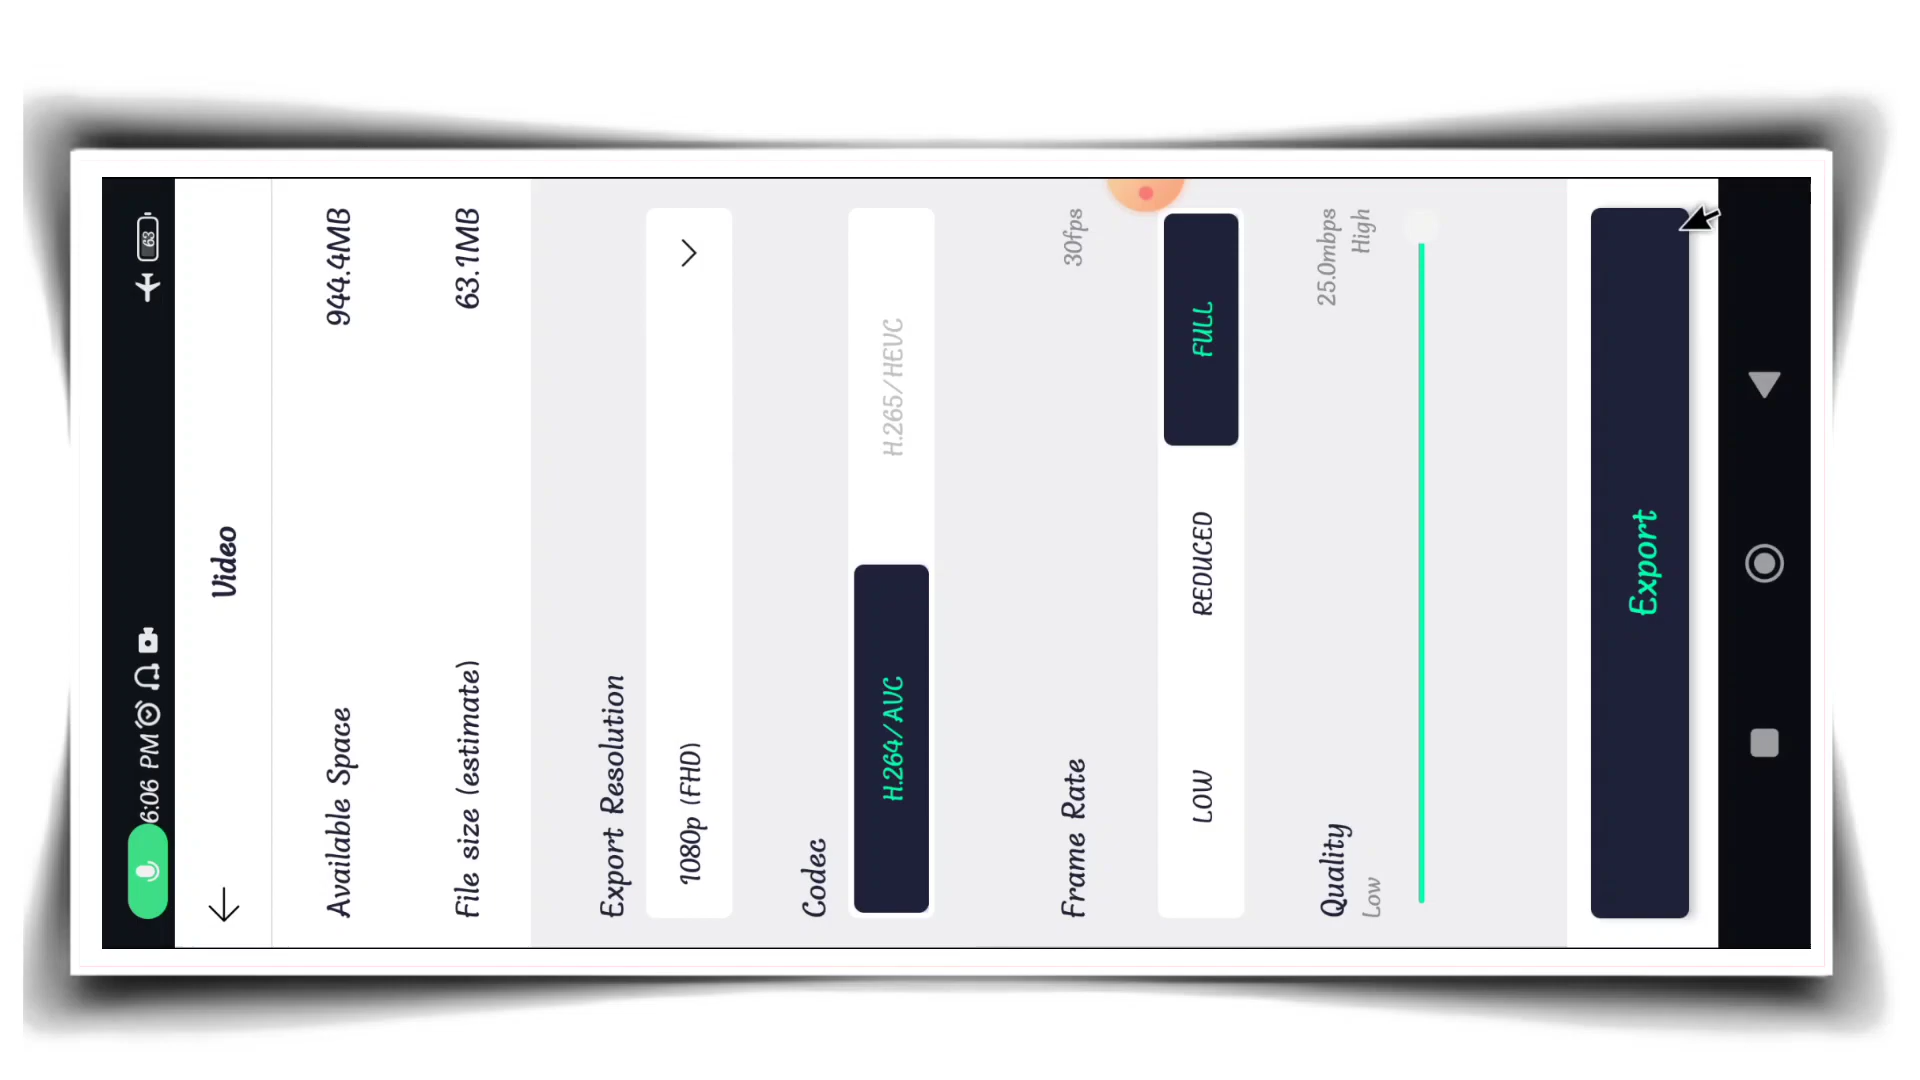 6:06 PM 63
Video
Available Space 944.4MB
File size (estimate) 63.1MB
Export Resolution
1080p (FHD)
Codec
H.264/AVC H.265/HEVC
Frame Rate 30fps
LOW REDUCED FULL
Quality 25.0mbps
Low High
Export